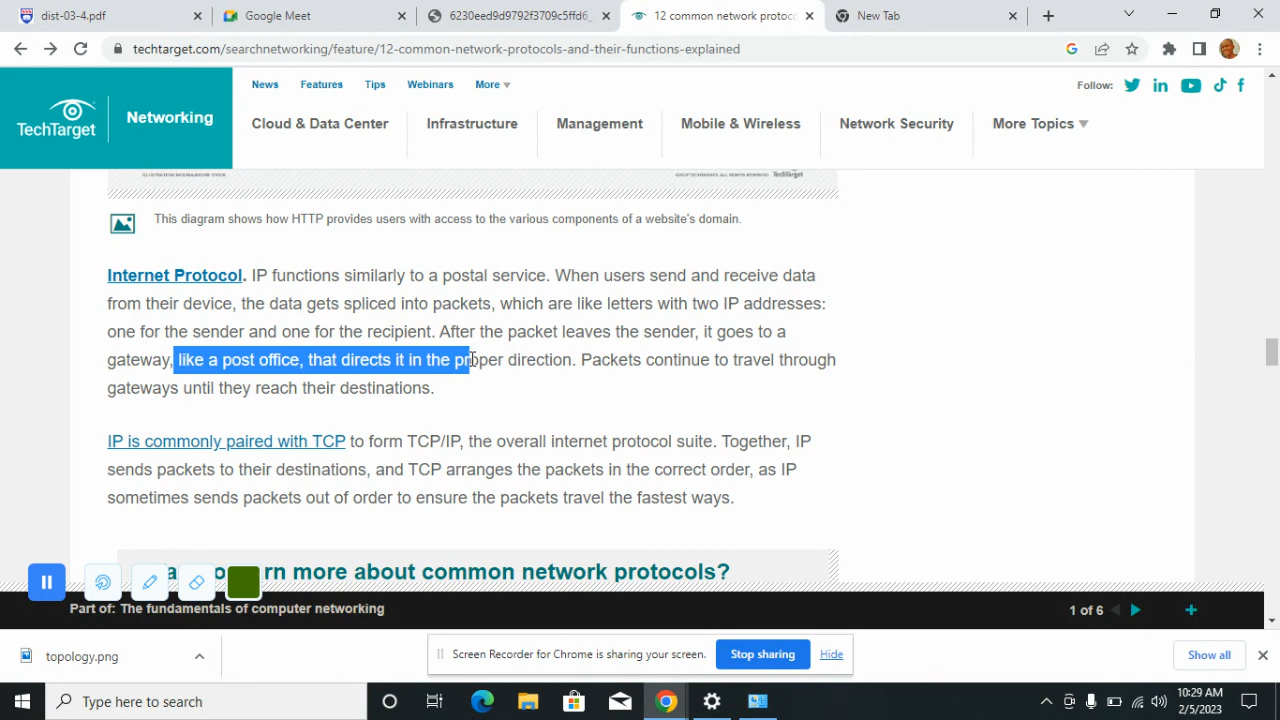 dist-03-4.pdf
Google Meet
6230eed9d9792f3709c5ffd6_
12 common network protoco
New Tab
techtarget.com/searchnetworking/feature/12-common-network-protocols-and-their-functions-explained
TechTarget
Networking
News Features Tips Webinars More
Follow:
Cloud & Data Center Infrastructure Management Mobile & Wireless Network Security More Topics
TechTarget
This diagram shows how HTTP provides users with access to the various components of a website's domain.
Internet Protocol. IP functions similarly to a postal service. When users send and receive data
from their device, the data gets spliced into packets, which are like letters with two IP addresses:
one for the sender and one for the recipient. After the packet leaves the sender, it goes to a
gateway, like a post office, that directs it in the proper direction. Packets continue to travel through
gateways until they reach their destinations.
IP is commonly paired with TCP to form TCP/IP, the overall internet protocol suite. Together, IP
sends packets to their destinations, and TCP arranges the packets in the correct order, as IP
sometimes sends packets out of order to ensure the packets travel the fastest ways.
rn more about common network protocols?
Part of: The fundamentals of computer networking
1 of 6
topology.png
Screen Recorder for Chrome is sharing your screen. Stop sharing Hide
Show all
Type here to search
10:29 AM
2/5/2023